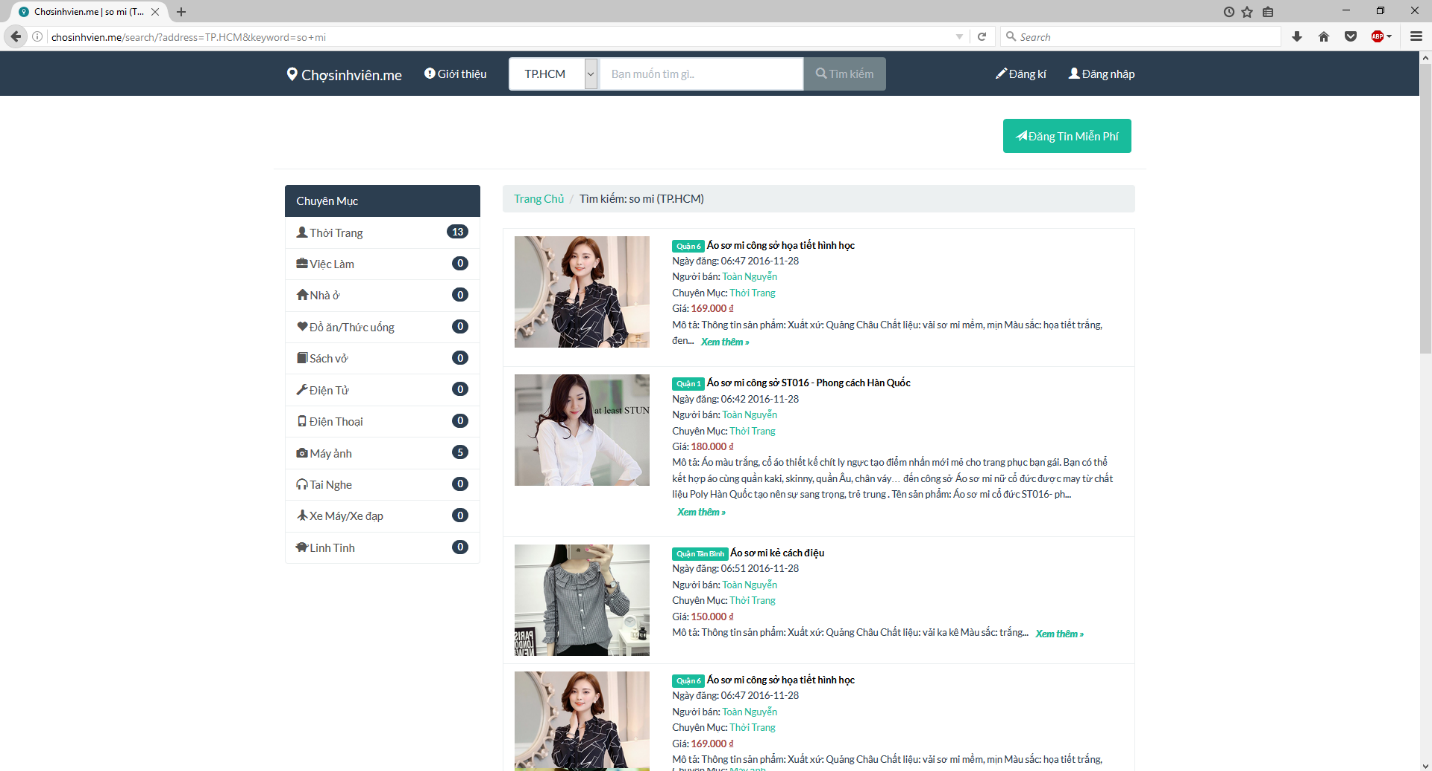 Chợsinhvien.me | so mi (T...
chosinhvien.me/search/?address=TP.HCM&keyword=so+mi
Search
ABP
Chợsinhviên.me
Giới thiệu
TP.HCM
Bạn muốn tìm gì..
Tìm kiếm
Đăng kí
Đăng nhập
Đăng Tin Miễn Phí
Chuyên Mục
Thời Trang 13
Việc Làm 0
Nhà ở 0
Đồ ăn/Thức uống 0
Sách vở 0
Điện Tử 0
Điện Thoại 0
Máy ảnh 5
Tai Nghe 0
Xe Máy/Xe đạp 0
Linh Tinh 0
Trang Chủ / Tìm kiếm: so mi (TP.HCM)
Quận 6 Áo sơ mi công sở họa tiết hình học
Ngày đăng: 06:47 2016-11-28
Người bán: Toàn Nguyễn
Chuyên Mục: Thời Trang
Giá: 169.000 ₫
Mô tả: Thông tin sản phẩm: Xuất xứ: Quảng Châu Chất liệu: vải sơ mi mềm, mịn Màu sắc: họa tiết trắng,
đen... Xem thêm »
at least STUN
Quận 1 Áo sơ mi công sở ST016 - Phong cách Hàn Quốc
Ngày đăng: 06:42 2016-11-28
Người bán: Toàn Nguyễn
Chuyên Mục: Thời Trang
Giá: 180.000 ₫
Mô tả: Áo màu trắng, cổ áo thiết kế chít ly ngực tạo điểm nhấn mới mẻ cho trang phục bạn gái. Bạn có thể
kết hợp áo cùng quần kaki, skinny, quần Âu, chân váy… đến công sở Áo sơ mi nữ cổ đức được may từ chất
liệu Poly Hàn Quốc tạo nên sự sang trọng, trẻ trung . Tên sản phẩm: Áo sơ mi cổ đức ST016- ph...
Xem thêm »
PARIS
LONDON
NEW
Quận Tân Bình Áo sơ mi kẻ cách điệu
Ngày đăng: 06:51 2016-11-28
Người bán: Toàn Nguyễn
Chuyên Mục: Thời Trang
Giá: 150.000 ₫
Mô tả: Thông tin sản phẩm: Xuất xứ: Quảng Châu Chất liệu: vải ka kê Màu sắc: trắng... Xem thêm »
Quận 6 Áo sơ mi công sở họa tiết hình học
Ngày đăng: 06:47 2016-11-28
Người bán: Toàn Nguyễn
Chuyên Mục: Thời Trang
Giá: 169.000 ₫
Mô tả: Thông tin sản phẩm: Xuất xứ: Quảng Châu Chất liệu: vải sơ mi mềm, mịn Màu sắc: họa tiết trắng,